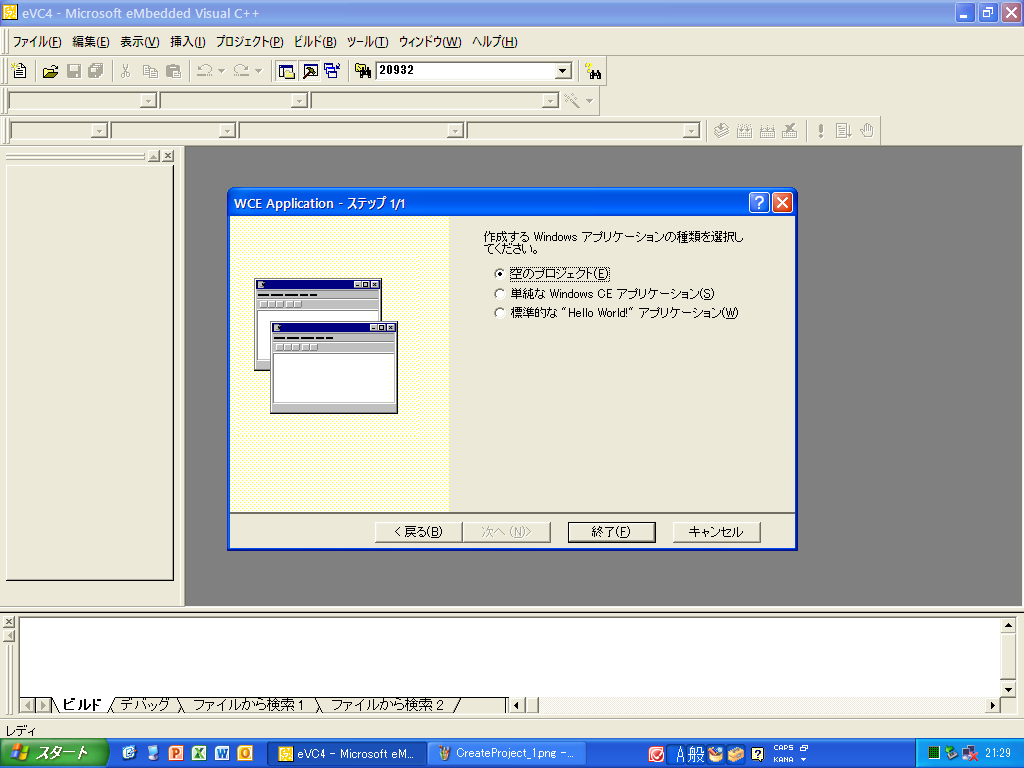 eVC4 - Microsoft eMbedded Visual C++
ファイル(F) 編集(E) 表示(V) 挿入(I) プロジェクト(P) ビルド(B) ツール(T) ウィンドウ(W) ヘルプ(H)
20932
WCE Application - ステップ 1/1
作成する Windows アプリケーションの種類を選択し
てください。
空のプロジェクト(E)
単純な Windows CE アプリケーション(S)
標準的な "Hello World!" アプリケーション(W)
< 戻る(B) 次へ (N)> 終了(F) キャンセル
ビルド デバッグ ファイルから検索 1 ファイルから検索 2
レディ
スタート eVC4 - Microsoft eM... CreateProject_1.png -... A 般 CAPS KANA 21:29